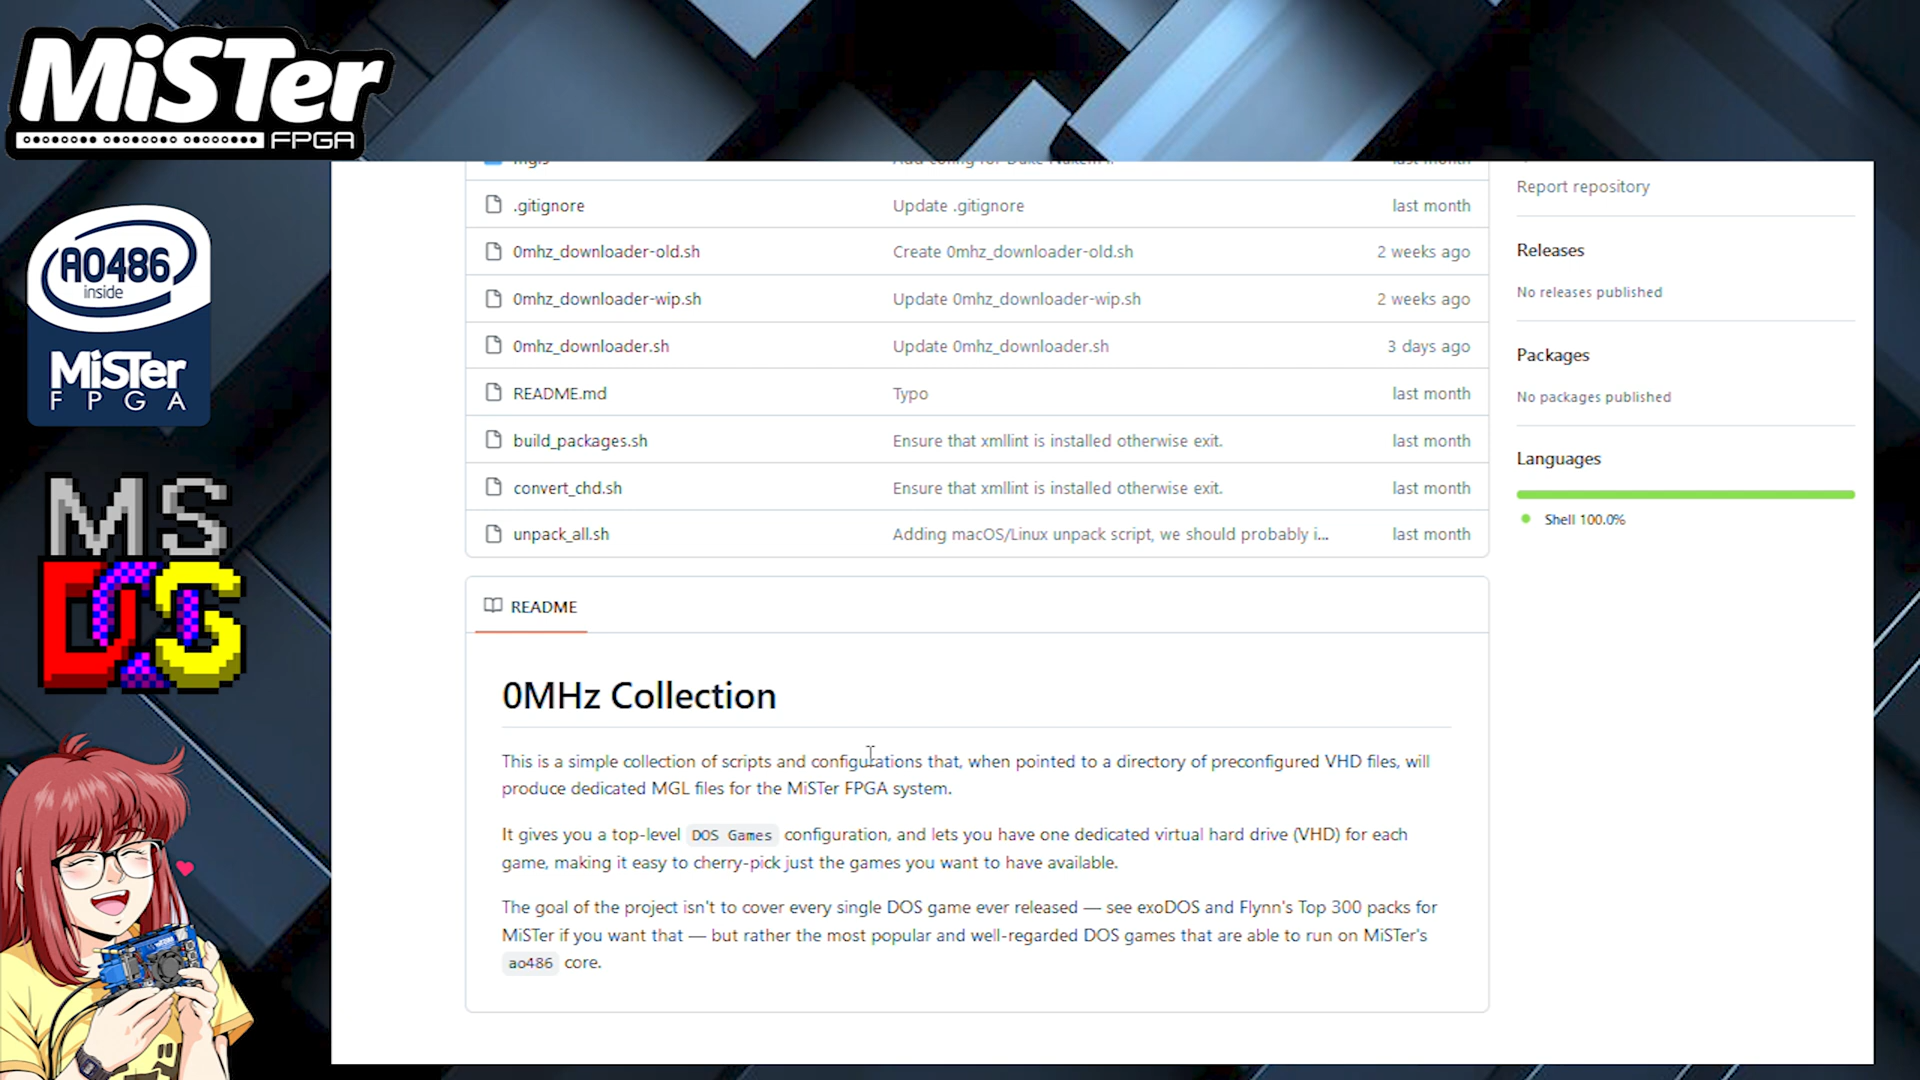 MiSTer
FPGA
AO486
inside
MiSTer
FPGA
MS
DOS
last month
.gitignore Update .gitignore last month
0mhz_downloader-old.sh Create 0mhz_downloader-old.sh 2 weeks ago
0mhz_downloader-wip.sh Update 0mhz_downloader-wip.sh 2 weeks ago
0mhz_downloader.sh Update 0mhz_downloader.sh 3 days ago
README.md Typo last month
build_packages.sh Ensure that xmllint is installed otherwise exit. last month
convert_chd.sh Ensure that xmllint is installed otherwise exit. last month
unpack_all.sh Adding macOS/Linux unpack script, we should probably i... last month
README
0MHz Collection
This is a simple collection of scripts and configurations that, when pointed to a directory of preconfigured VHD files, will
produce dedicated MGL files for the MiSTer FPGA system.
It gives you a top-level DOS Games configuration, and lets you have one dedicated virtual hard drive (VHD) for each
game, making it easy to cherry-pick just the games you want to have available.
The goal of the project isn't to cover every single DOS game ever released — see exoDOS and Flynn's Top 300 packs for
MiSTer if you want that — but rather the most popular and well-regarded DOS games that are able to run on MiSTer's
ao486 core.
Report repository
Releases
No releases published
Packages
No packages published
Languages
Shell 100.0%